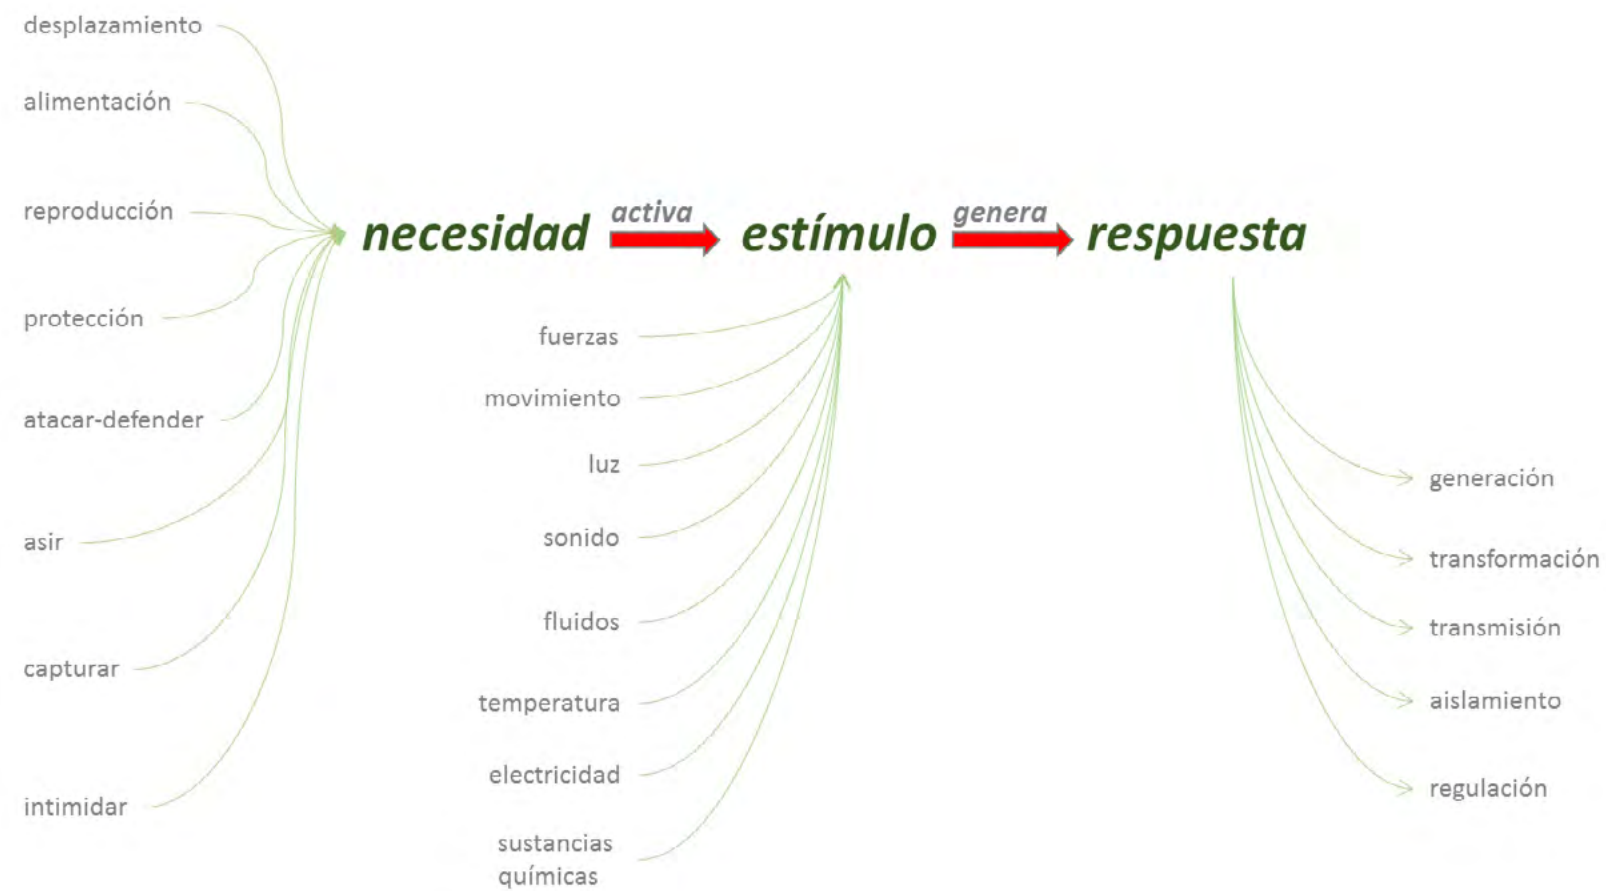 desplazamiento
alimentación
reproducción
protección
atacar-defender
asir
capturar
intimidar
necesidad
activa
estímulo
genera
respuesta
fuerzas
movimiento
luz
sonido
fluidos
temperatura
electricidad
sustancias
químicas
generación
transformación
transmisión
aislamiento
regulación